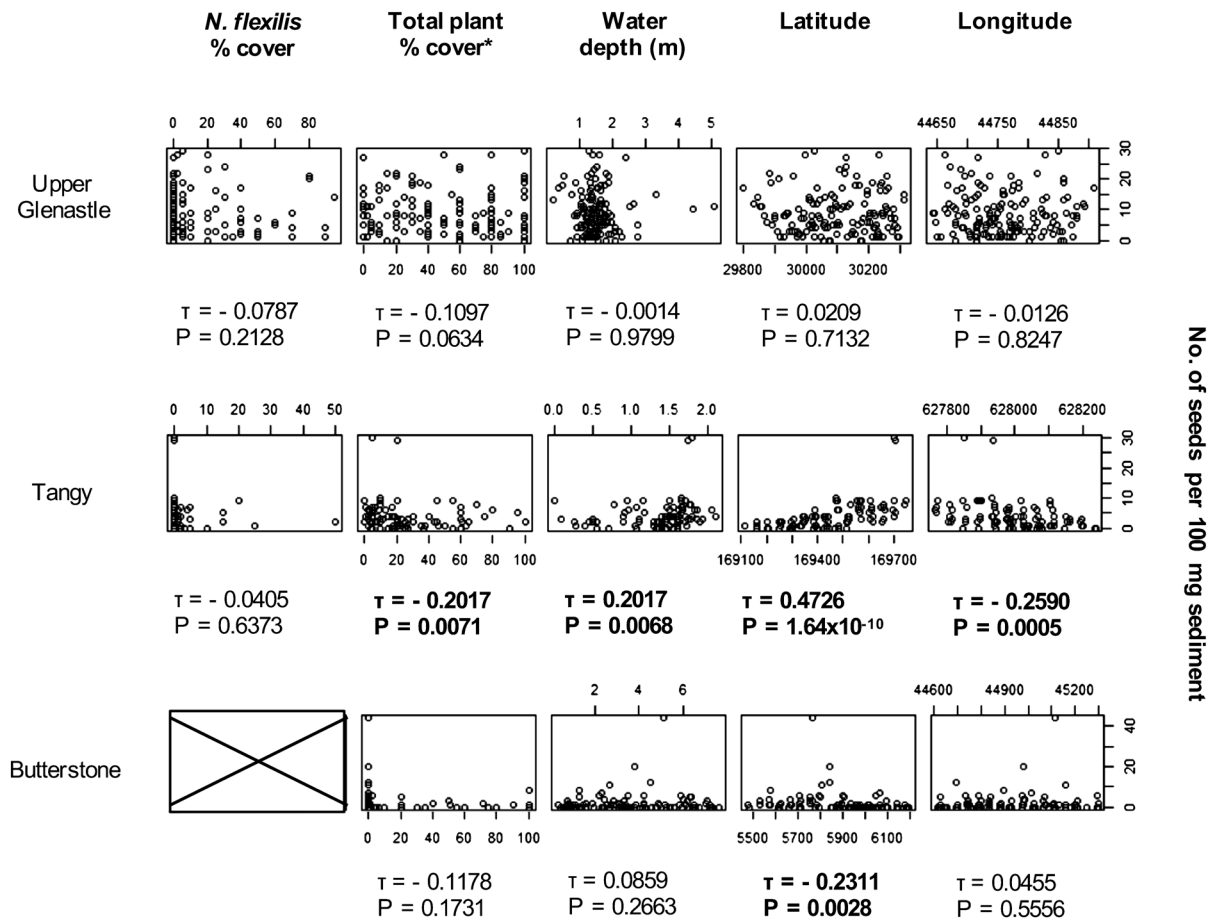 N. flexilis
% cover
Total plant
% cover*
Water
depth (m)
Latitude
Longitude
Upper
Glenastle
0 20 40 60 80
1 2 3 4 5
44650 44750 44850
0 10 20 30
0 20 40 60 80 100
29800 30000 30200
τ = - 0.0787
P = 0.2128
τ = - 0.1097
P = 0.0634
τ = - 0.0014
P = 0.9799
τ = 0.0209
P = 0.7132
τ = - 0.0126
P = 0.8247
Tangy
0 10 20 30 40 50
0.0 0.5 1.0 1.5 2.0
627800 628000 628200
0 10 20 30
0 20 40 60 80 100
169100 169400 169700
τ = - 0.0405
P = 0.6373
τ = - 0.2017
P = 0.0071
τ = 0.2017
P = 0.0068
τ = 0.4726
P = 1.64x10⁻¹⁰
τ = - 0.2590
P = 0.0005
Butterstone
2 4 6
44600 44900 45200
0 20 40
0 20 40 60 80 100
5500 5700 5900 6100
τ = - 0.1178
P = 0.1731
τ = 0.0859
P = 0.2663
τ = - 0.2311
P = 0.0028
τ = 0.0455
P = 0.5556
No. of seeds per 100 mg sediment